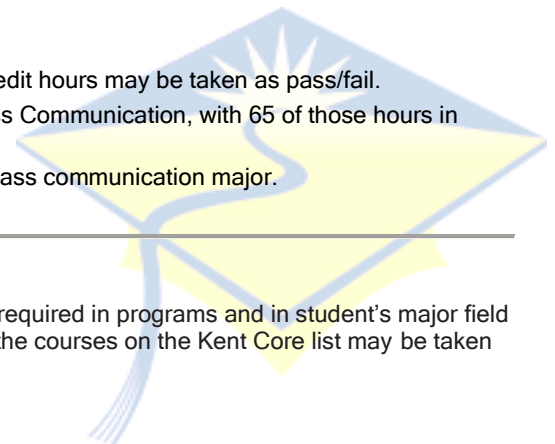 edit hours may be taken as pass/fail.
s Communication, with 65 of those hours in
ass communication major.
required in programs and in student's major field
the courses on the Kent Core list may be taken